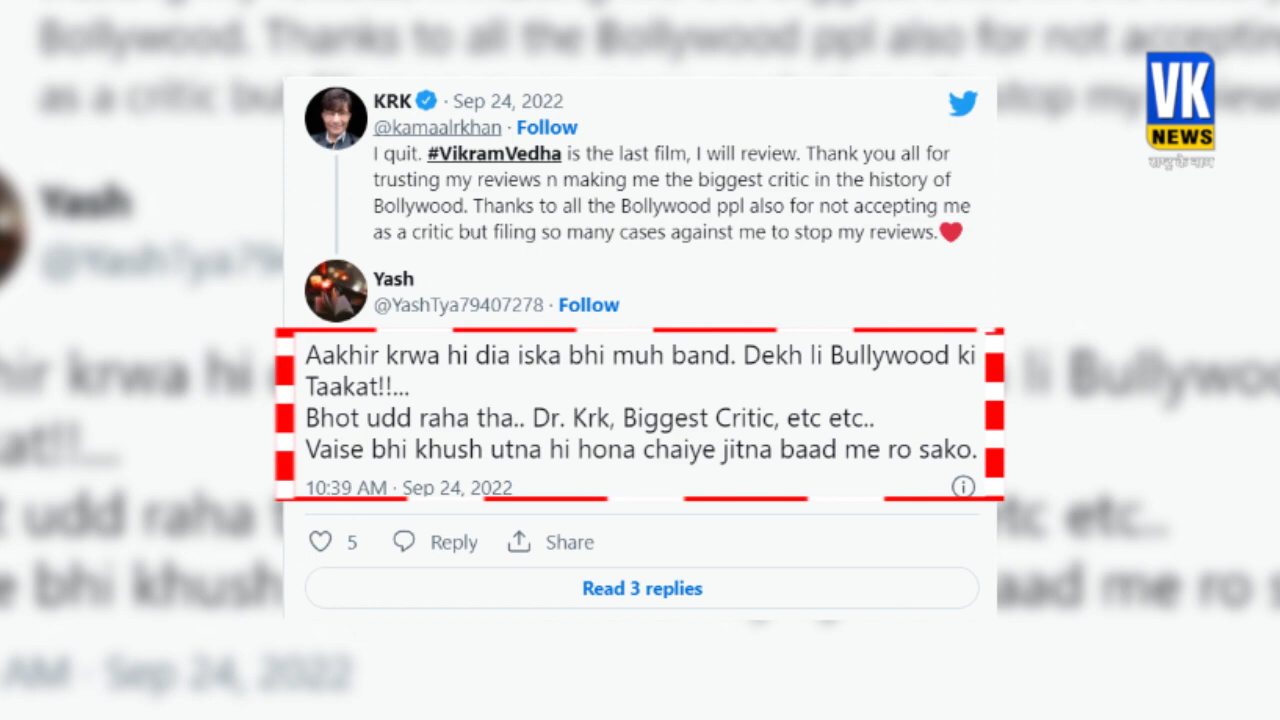 VK
NEWS
राष्ट्र के नाम
KRK · Sep 24, 2022
@kamaalrkhan · Follow
I quit. #VikramVedha is the last film, I will review. Thank you all for
trusting my reviews n making me the biggest critic in the history of
Bollywood. Thanks to all the Bollywood ppl also for not accepting me
as a critic but filing so many cases against me to stop my reviews.❤
Yash
@YashTya79407278 · Follow
Aakhir krwa hi dia iska bhi muh band. Dekh li Bullywood ki
Taakat!!...
Bhot udd raha tha.. Dr. Krk, Biggest Critic, etc etc..
Vaise bhi khush utna hi hona chaiye jitna baad me ro sako.
10:39 AM · Sep 24, 2022
5 Reply Share
Read 3 replies